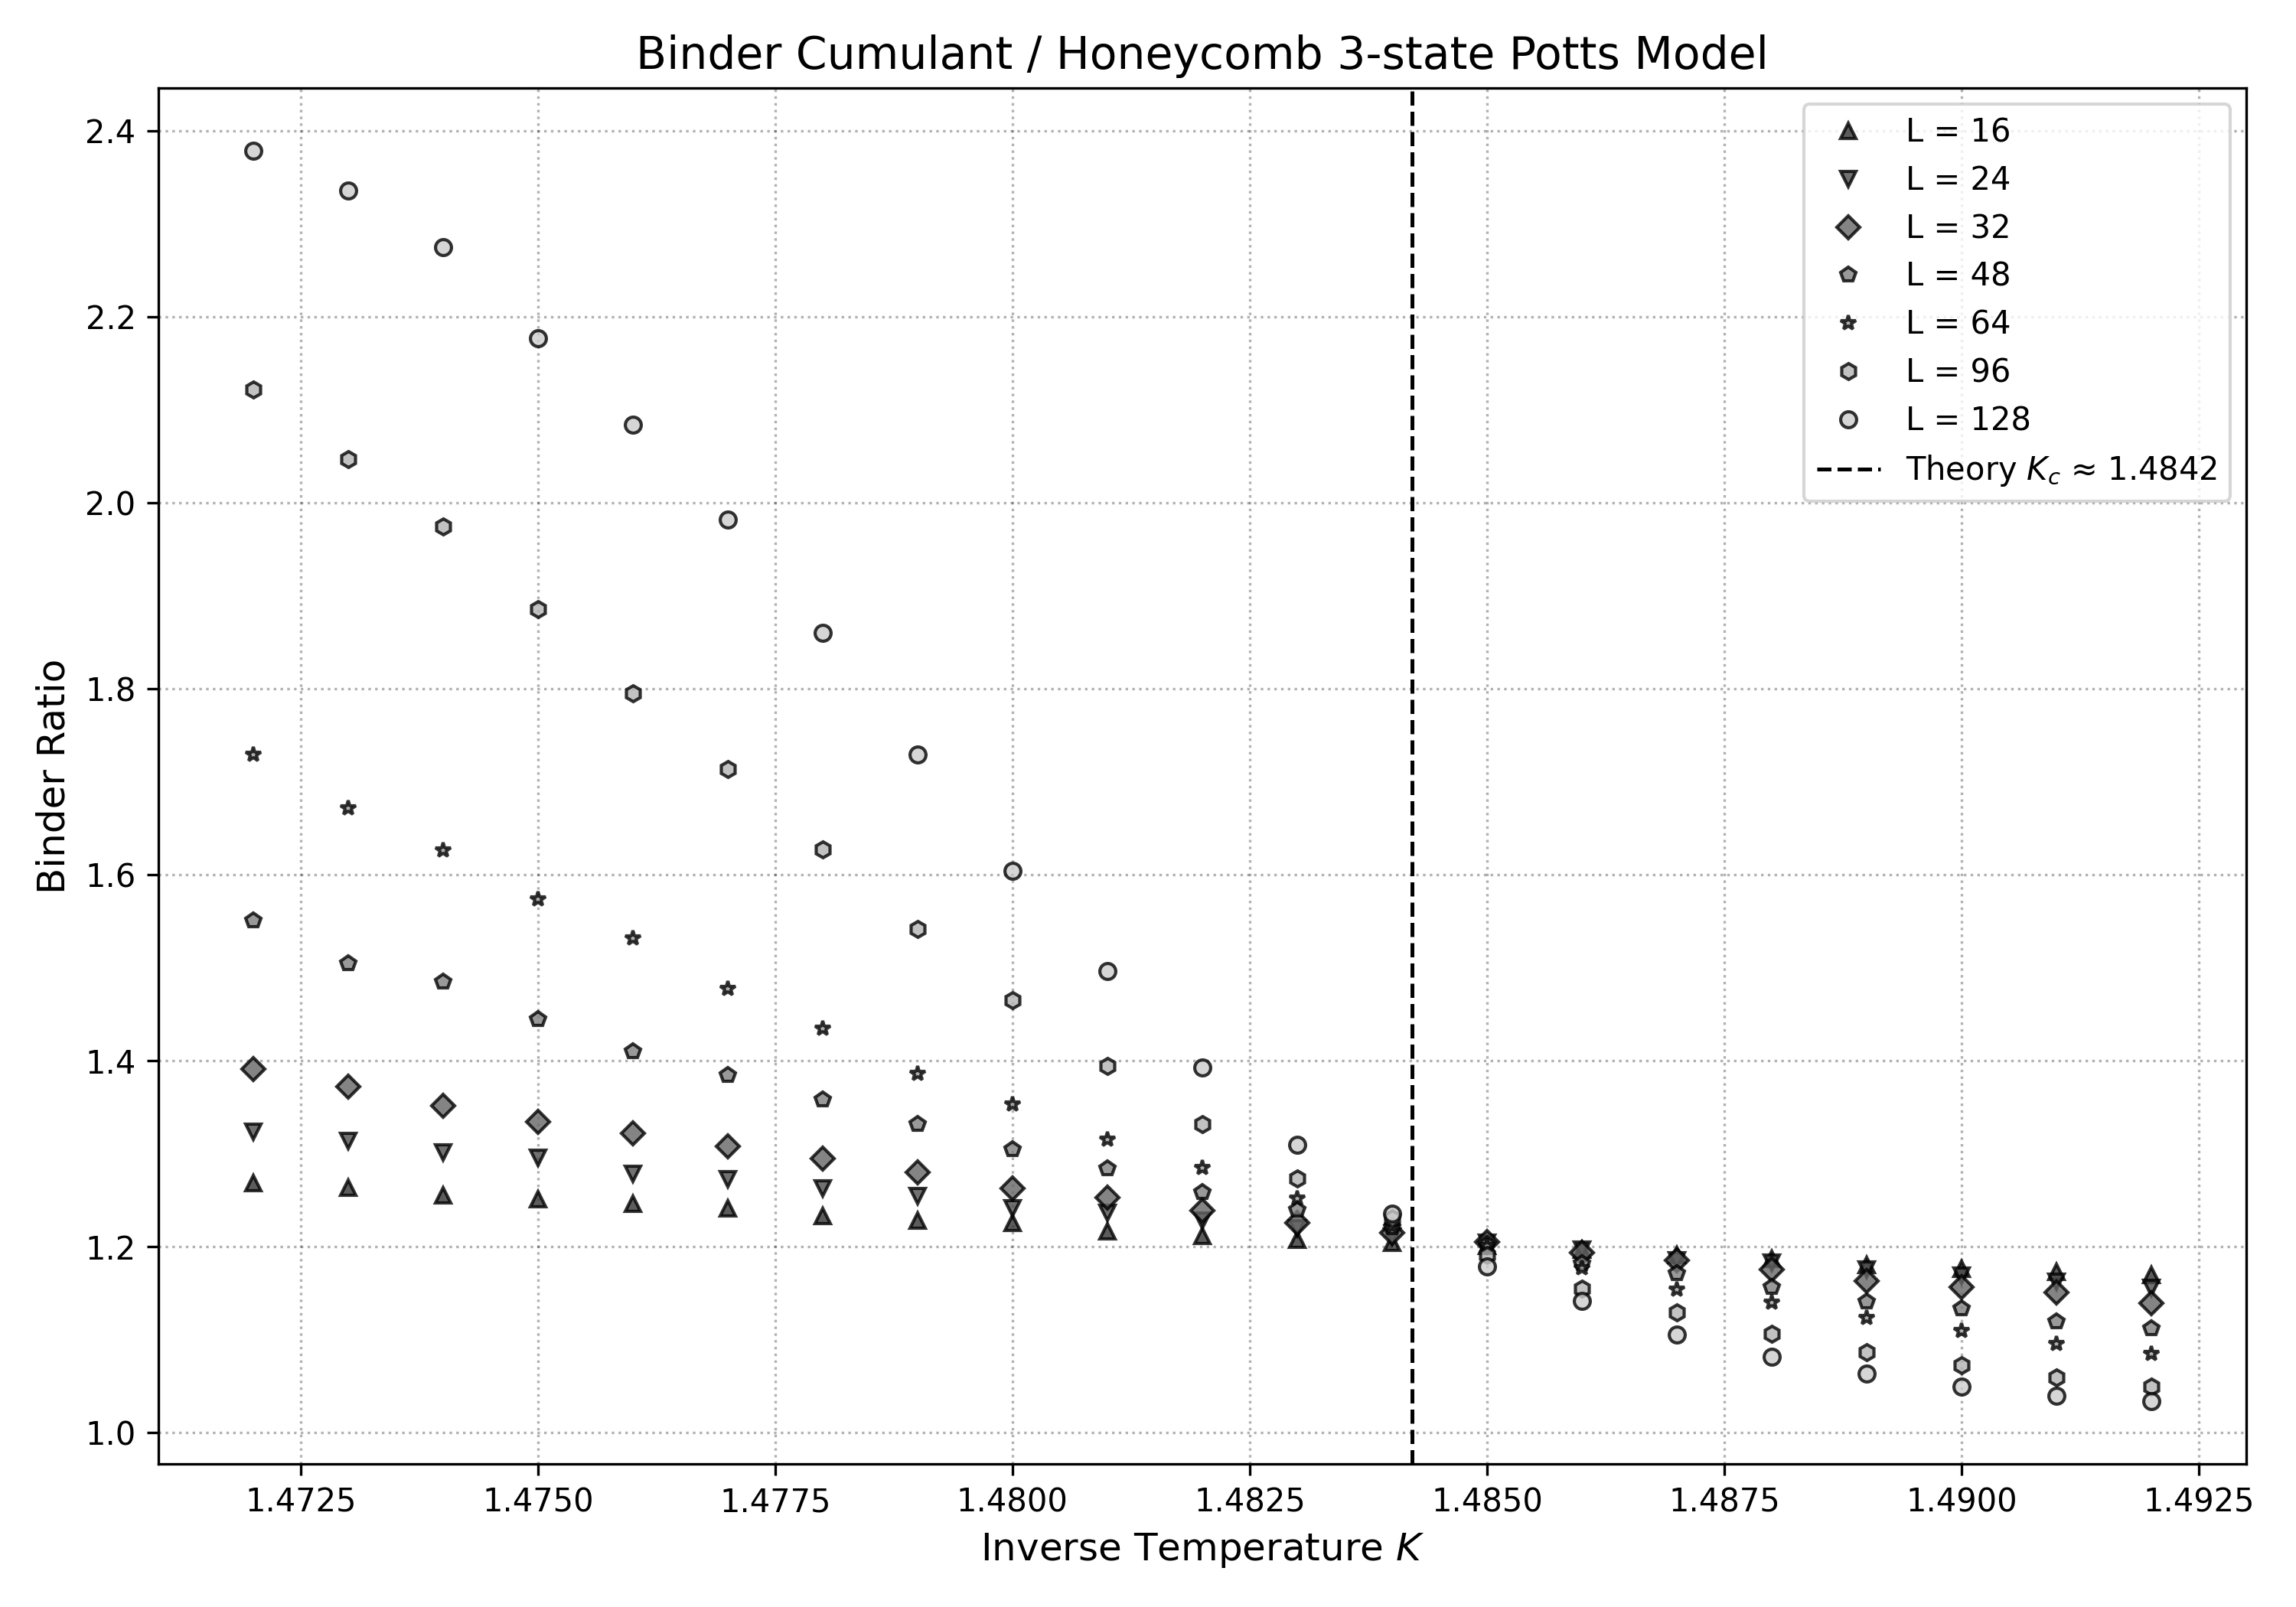 Binder Cumulant / Honeycomb 3-state Potts Model
Binder Ratio
2.4
2.2
2.0
1.8
1.6
1.4
1.2
1.0
L = 16
L = 24
L = 32
L = 48
L = 64
L = 96
L = 128
Theory K_c ≈ 1.4842
1.4725 1.4750 1.4775 1.4800 1.4825 1.4850 1.4875 1.4900 1.4925
Inverse Temperature K